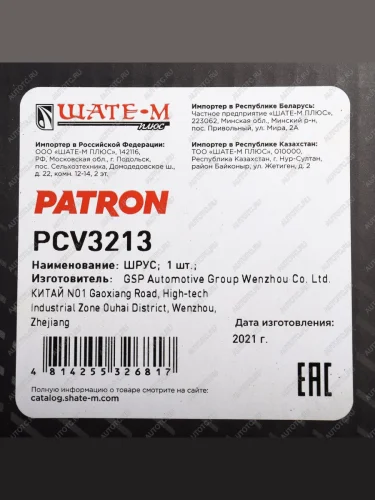 ШАТЕ-М
ПЛЮС
Импортер в Российской Федерации:
ООО «ШАТЕ-М ПЛЮС», 142116,
РФ, Московская обл., г. Подольск,
пос. Сельхозтехника, Домодедовское ш.,
д. 22, комн. 12-14, 2 эт.
Импортер в Республике Беларусь:
Частное предприятие «ШАТЕ-М ПЛЮС»,
223062, Минская обл., Минский р-н,
пос. Привольный, ул. Мира, 2А
Импортер в Республике Казахстан:
ТОО «ШАТЕ-М ПЛЮС», 010000,
Республика Казахстан, г. Нур-Султан,
район Байконыр, ул. Жетиген, 2
PATRON
PCV3213
Наименование: ШРУС; 1 шт.;
Изготовитель: GSP Automotive Group Wenzhou Co, Ltd.
КИТАЙ NO1 Gaoxiang Road, High-tech
Industrial Zone Ouhai District, Wenzhou,
Zhejiang
Дата изготовления:
2021 г.
4 814255 326817
EAC
Полную информацию о товаре смотрите на сайте:
catalog.shate-m.com